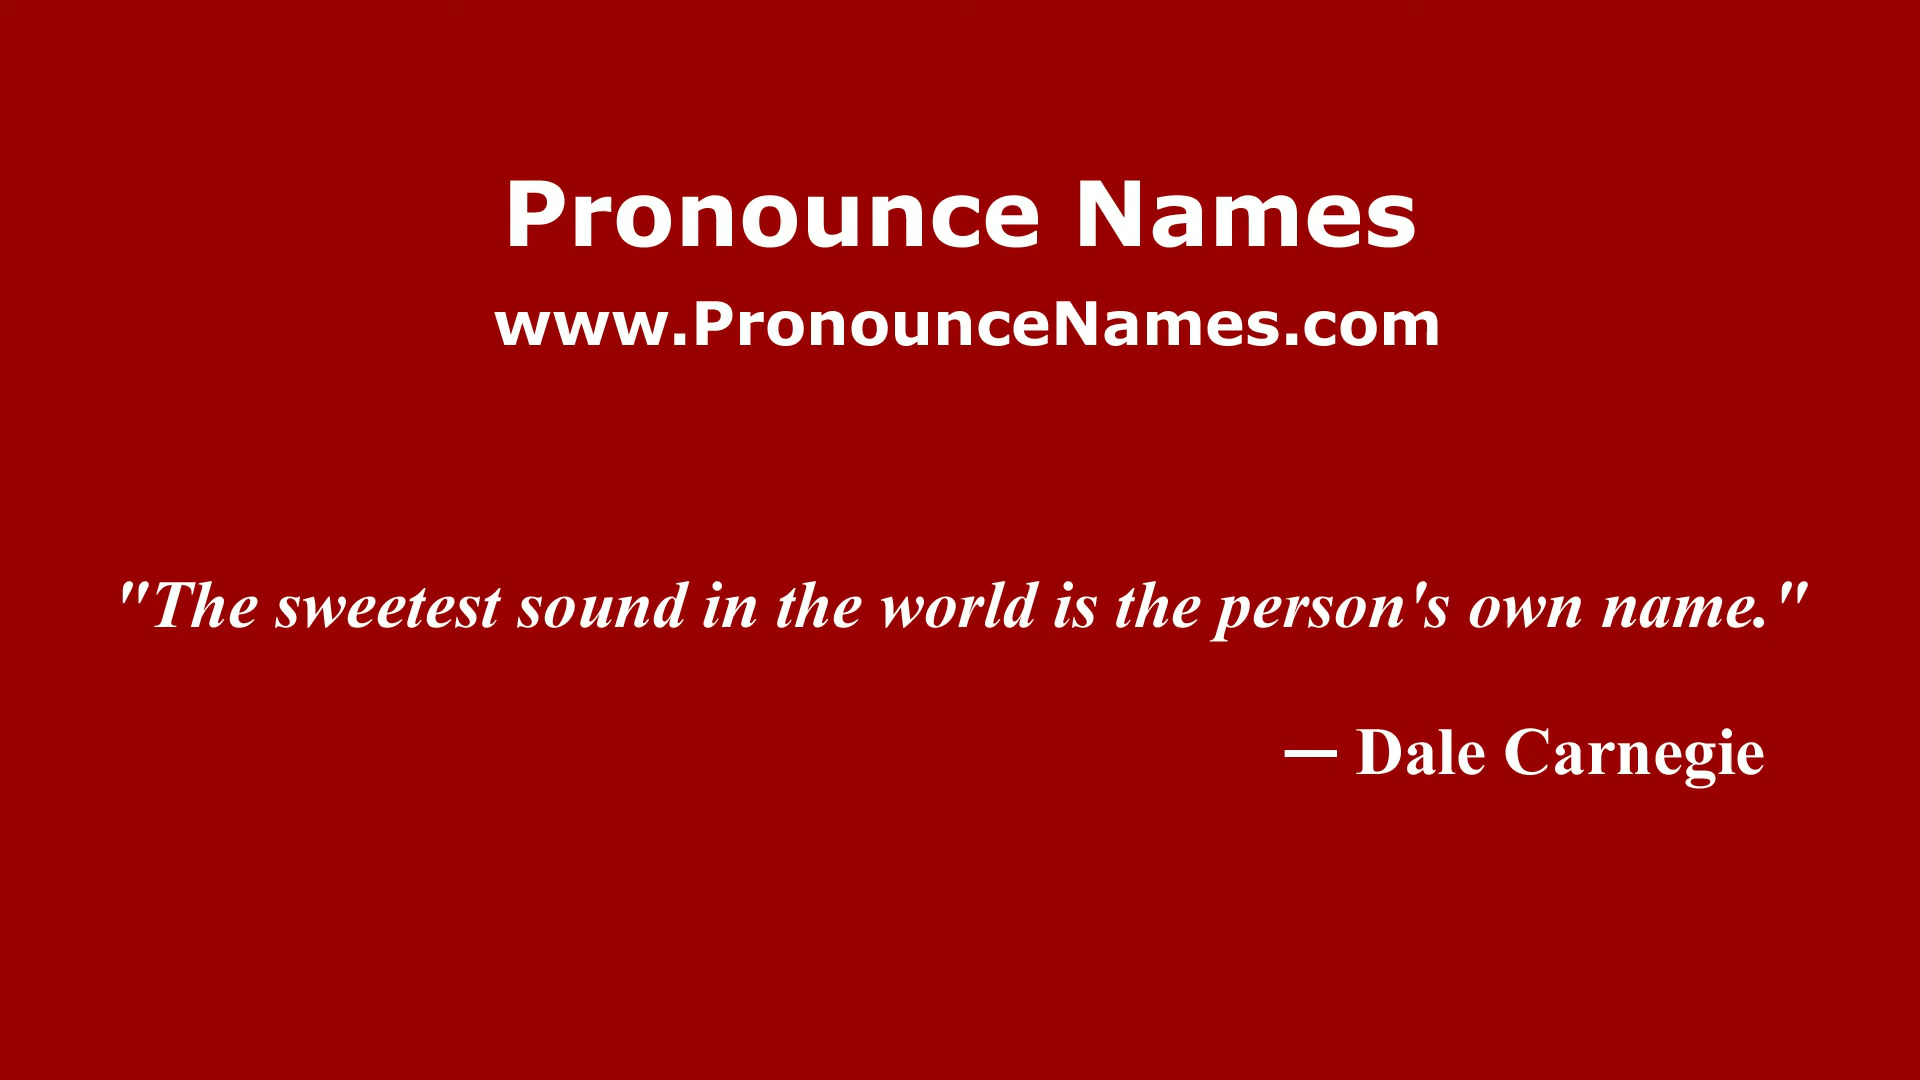 Pronounce Names
www.PronounceNames.com
"The sweetest sound in the world is the person's own name."
— Dale Carnegie